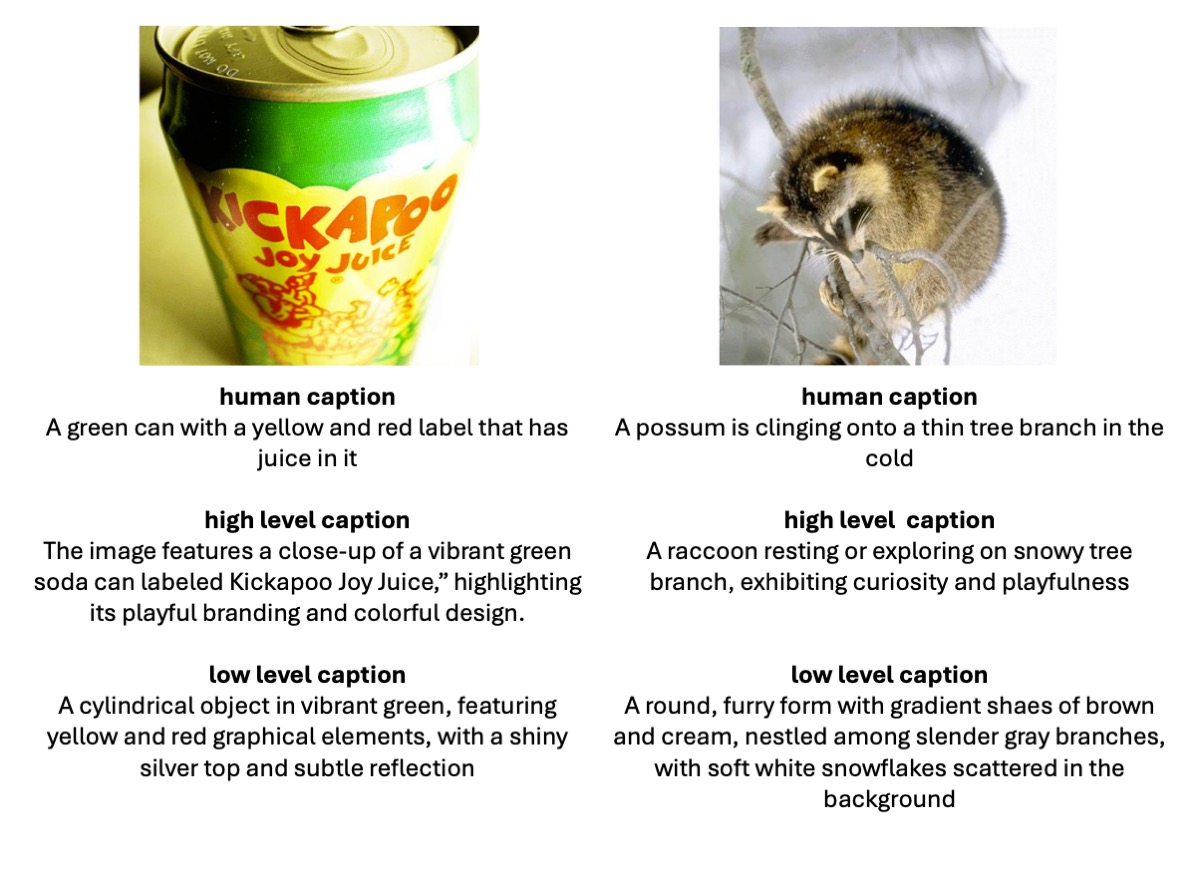 KICKAPOO
JOY JUICE
®
human caption
A green can with a yellow and red label that has
juice in it
high level caption
The image features a close-up of a vibrant green
soda can labeled Kickapoo Joy Juice,” highlighting
its playful branding and colorful design.
low level caption
A cylindrical object in vibrant green, featuring
yellow and red graphical elements, with a shiny
silver top and subtle reflection
human caption
A possum is clinging onto a thin tree branch in the
cold
high level  caption
A raccoon resting or exploring on snowy tree
branch, exhibiting curiosity and playfulness
low level caption
A round, furry form with gradient shaes of brown
and cream, nestled among slender gray branches,
with soft white snowflakes scattered in the
background